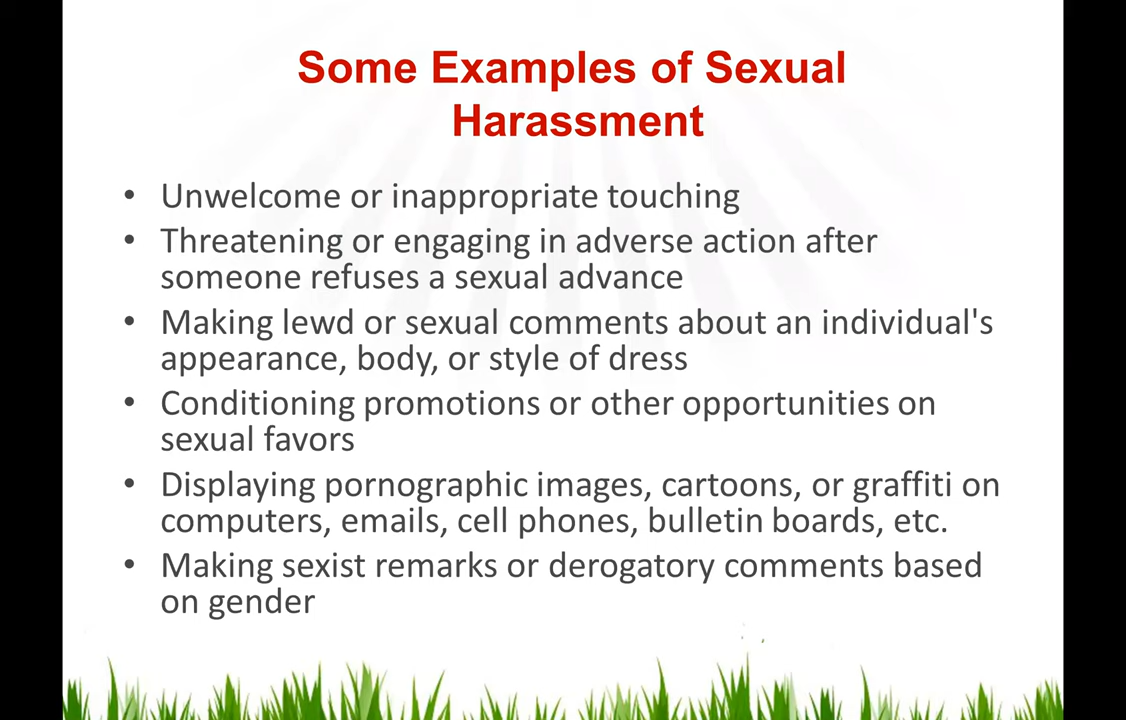 Some Examples of Sexual
Harassment
• Unwelcome or inappropriate touching
• Threatening or engaging in adverse action after
someone refuses a sexual advance
• Making lewd or sexual comments about an individual's
appearance, body, or style of dress
• Conditioning promotions or other opportunities on
sexual favors
• Displaying pornographic images, cartoons, or graffiti on
computers, emails, cell phones, bulletin boards, etc.
• Making sexist remarks or derogatory comments based
on gender